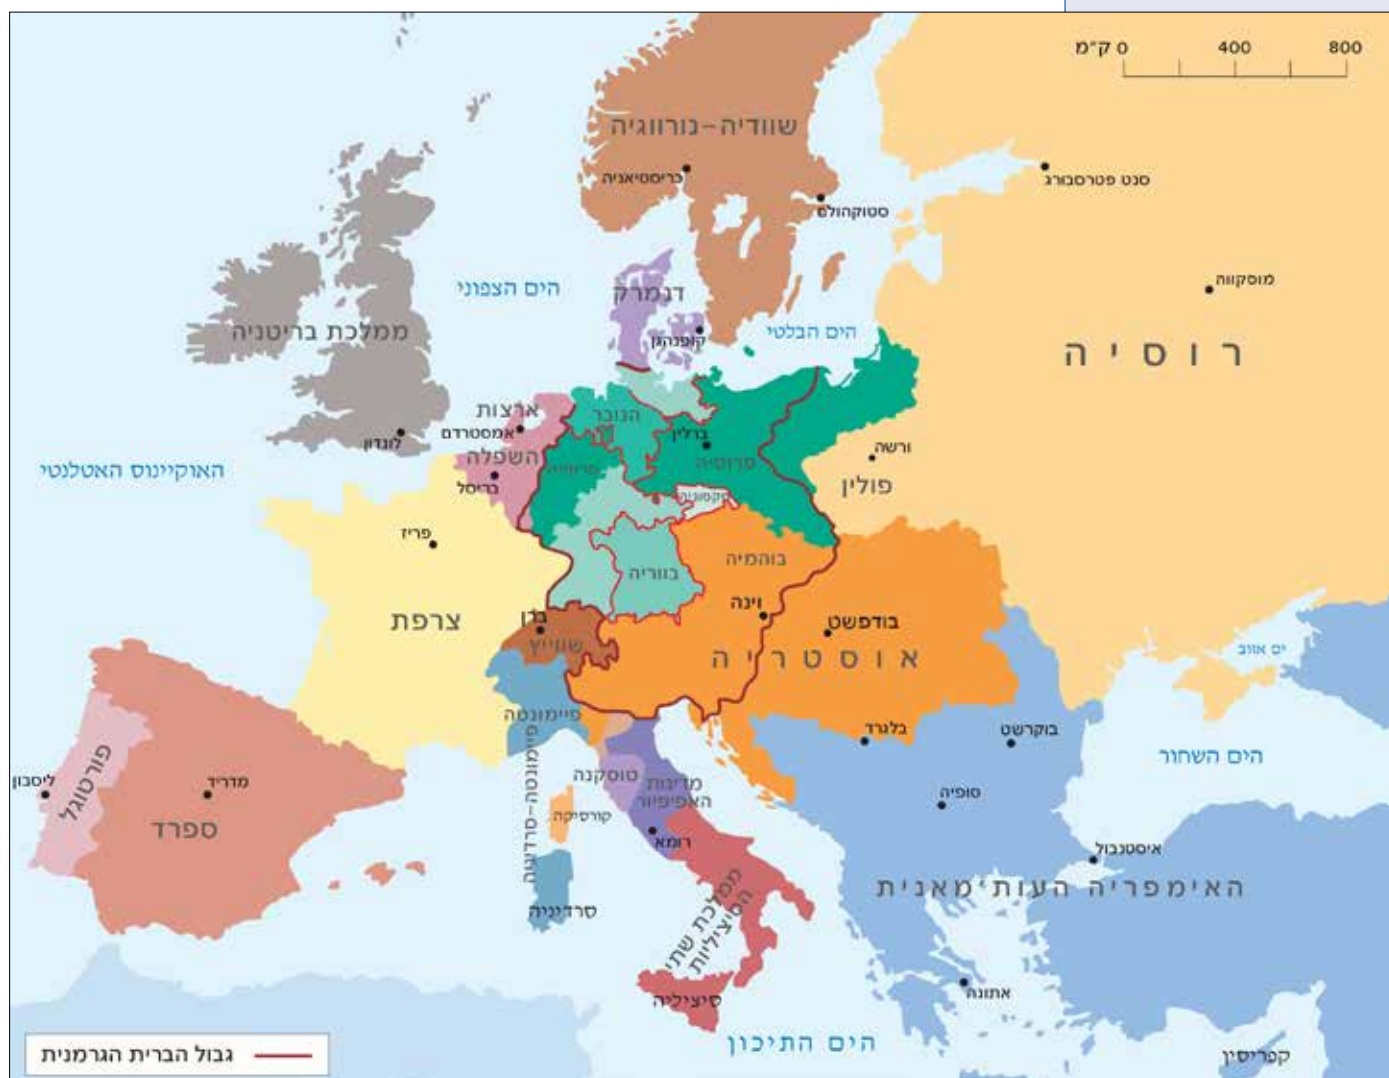 ק"מ 0 400 800
שוודיה-נורווגיה
כריסטיאניה
סטוקהולם
סנט פטרסבורג
מוסקווה
רוסיה
הים הצפוני
דנמרק
קופנהגן
הים הבלטי
ממלכת בריטניה
לונדון
ארצות
השפלה
אמסטרדם
בריסל
הנובר
ברלין
פרוסיה
פרוסיה
סקסוניה
ורשה
פולין
האוקיינוס האטלנטי
פריז
צרפת
בווריה
בוהמיה
וינה
בודפשט
אוסטריה
ברן
שווייץ
ים אזוב
פיימונטה
פיימונטה-סרדיניה
טוסקנה
מדינות
האפיפיור
רומא
קורסיקה
סרדיניה
ממלכת שתי
הסיציליות
סיציליה
בלגרד
בוקרשט
סופיה
הים השחור
איסטנבול
האימפריה העות'מאנית
אתונה
קפריסין
פורטוגל
ליסבון
מדריד
ספרד
הים התיכון
גבול הברית הגרמנית